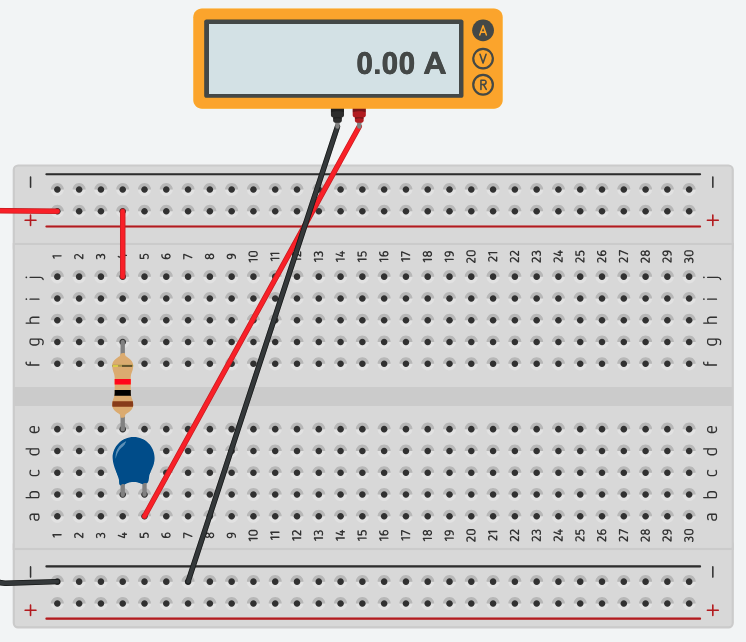 A
0.00 A V
R
− −
+ +
1 2 3 4 5 6 7 8 9 10 11 12 13 14 15 16 17 18 19 20 21 22 23 24 25 26 27 28 29 30
j j
i i
h h
g g
f f
e e
d d
c c
b b
a a
1 2 3 4 5 6 7 8 9 10 11 12 13 14 15 16 17 18 19 20 21 22 23 24 25 26 27 28 29 30
− −
+ +